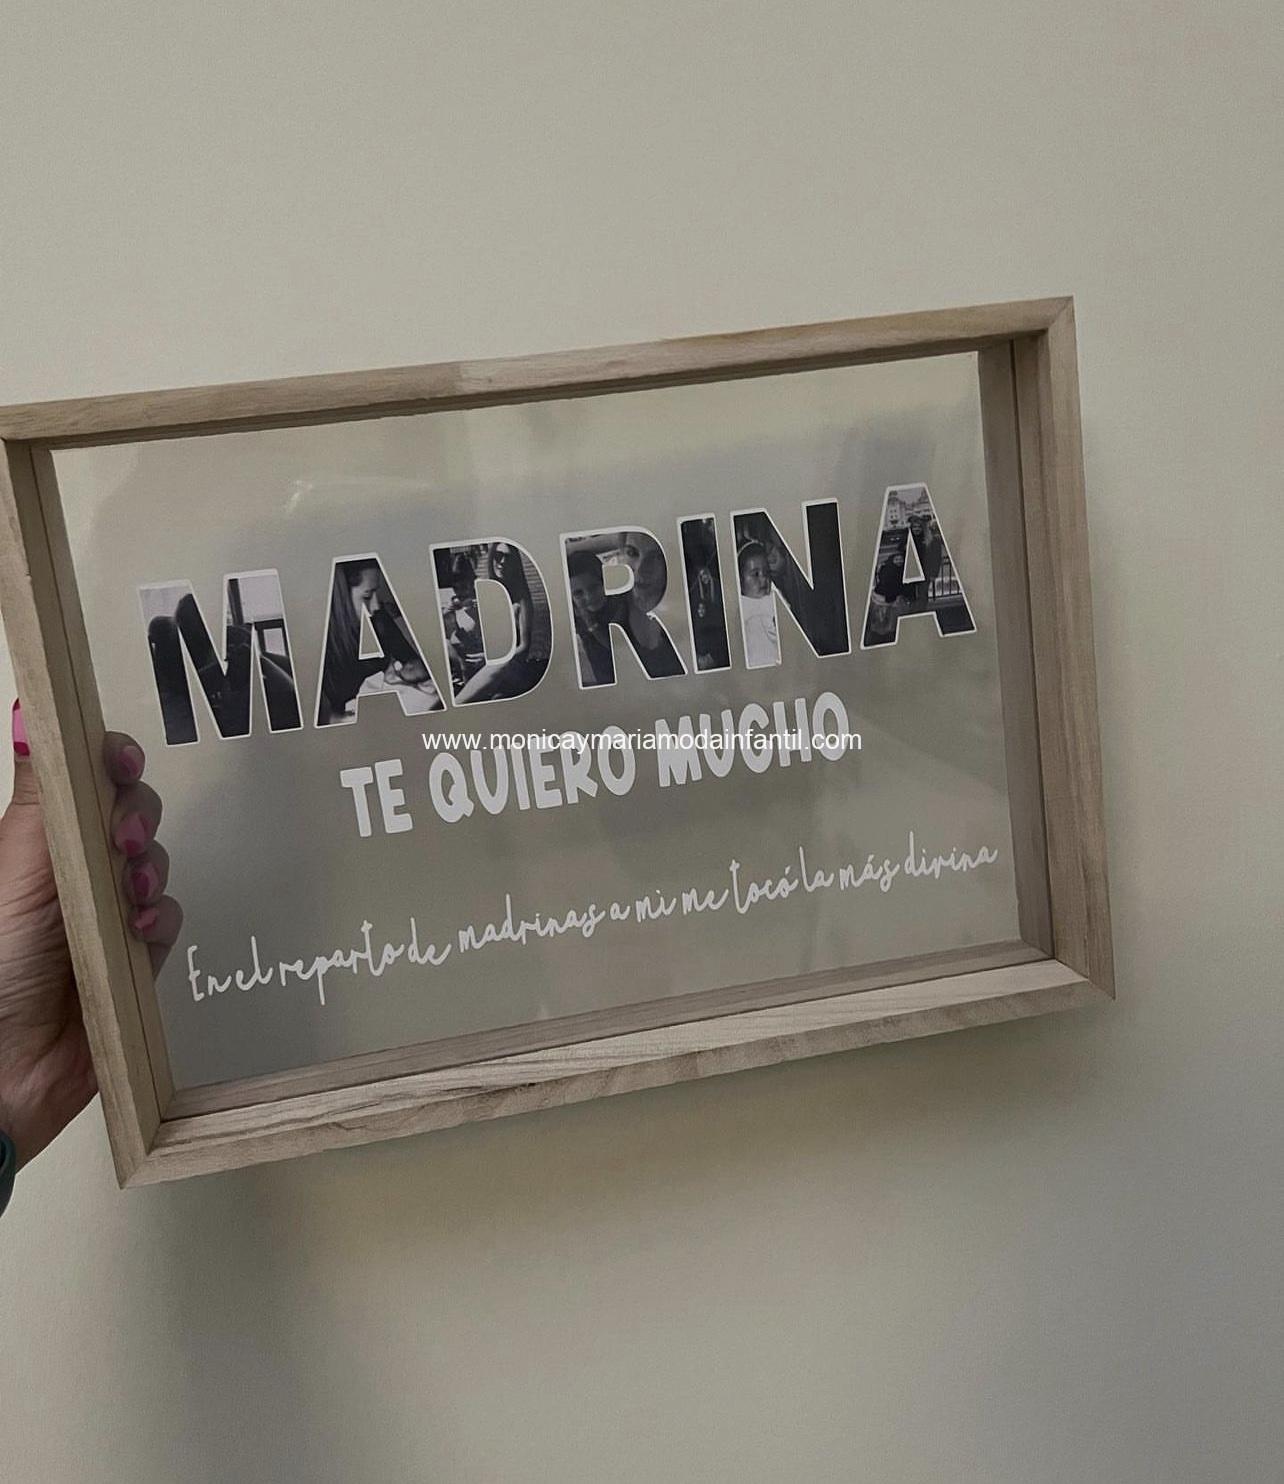 MADRINA
TE QUIERO MUCHO
www.monicaymariamodainfantil.com
En el reparto de madrinas a mi me tocó la más divina